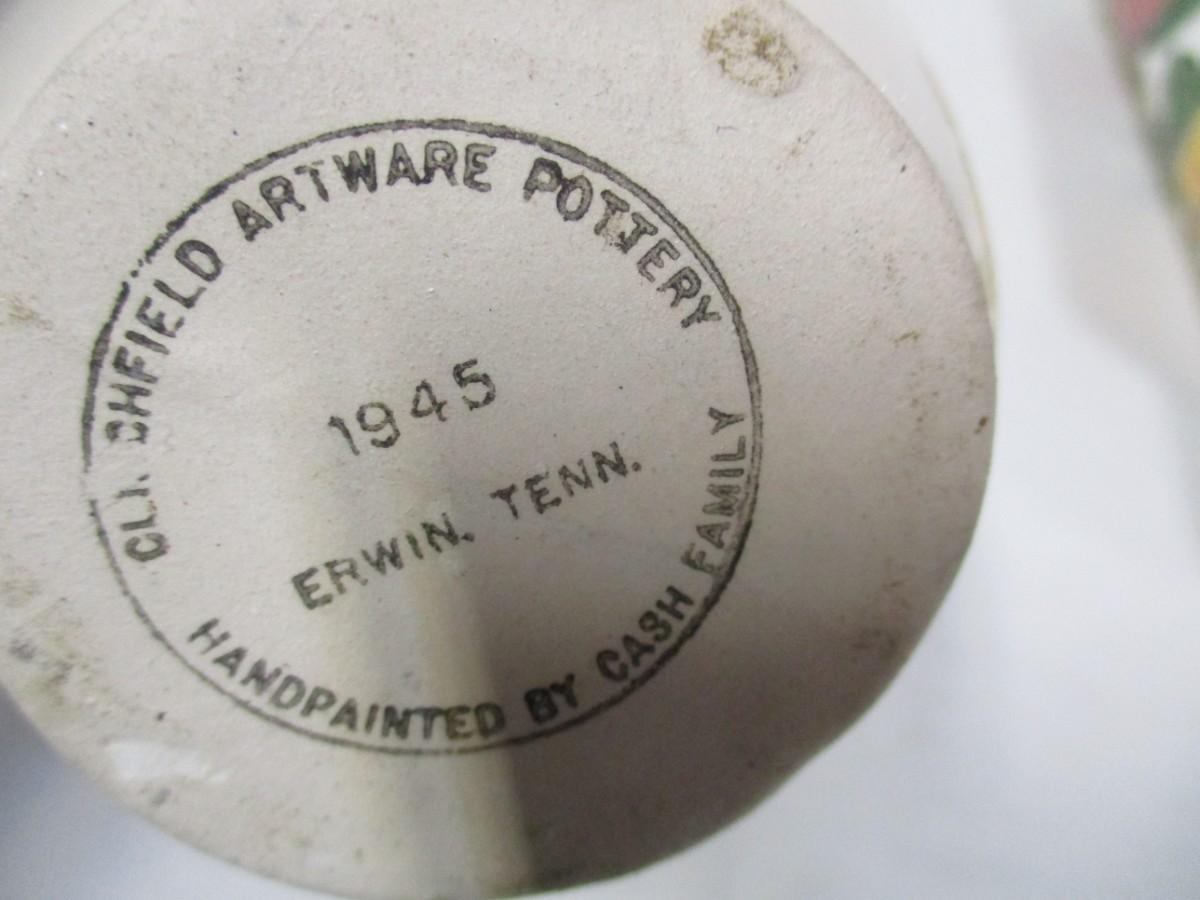 CLI CHFIELD ARTWARE POTTERY
1945
ERWIN, TENN.
HANDPAINTED BY CASH FAMILY